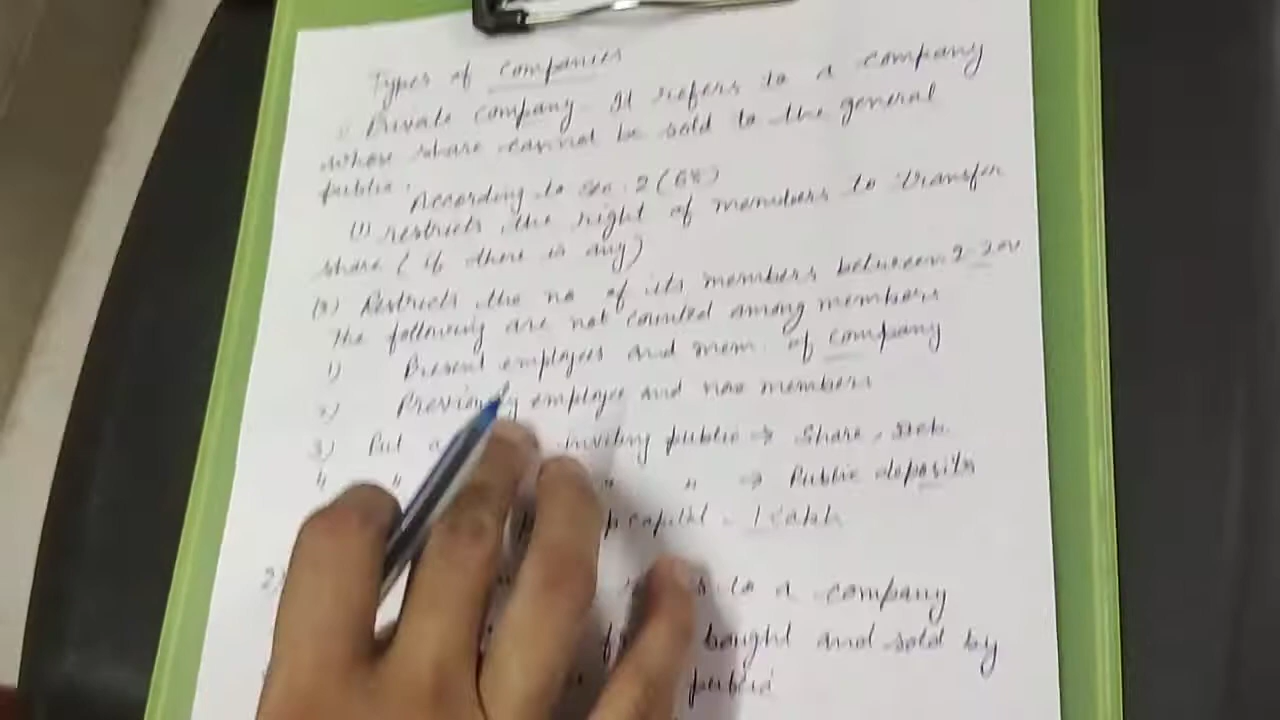 Types of companies
1) Private company - It refers to a company
whose share cannot be sold to the general
public.
According to Sec. 2(68)
(1) restricts the right of members to transfer
share (if there is any)
(2) Restricts the no of its members between 2-200
The following are not counted among members
1) Present employees and mem. of company
2) Previously employee and now members
3) Put a inviting public → Share, deb.
4 " " " → Public deposits
capital - 1 lakh
2) to a company
bought and sold by
public